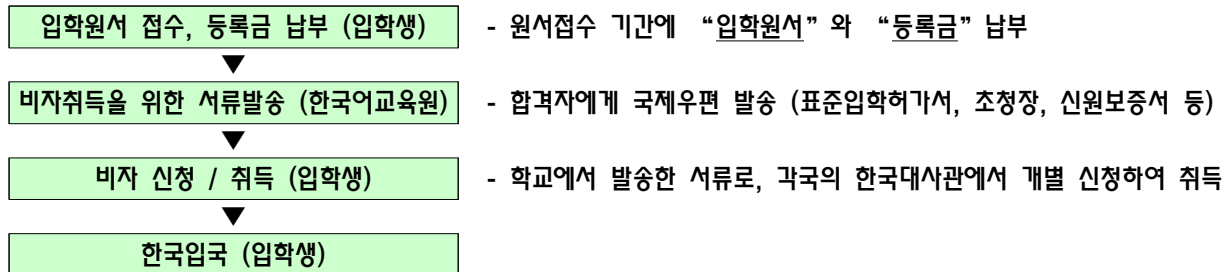 입학원서 접수, 등록금 납부 (입학생) - 원서접수 기간에 “입학원서”와 “등록금”납부
▼
비자취득을 위한 서류발송 (한국어교육원) - 합격자에게 국제우편 발송 (표준입학허가서, 초청장, 신원보증서 등)
▼
비자 신청 / 취득 (입학생) - 학교에서 발송한 서류로, 각국의 한국대사관에서 개별 신청하여 취득
▼
한국입국 (입학생)